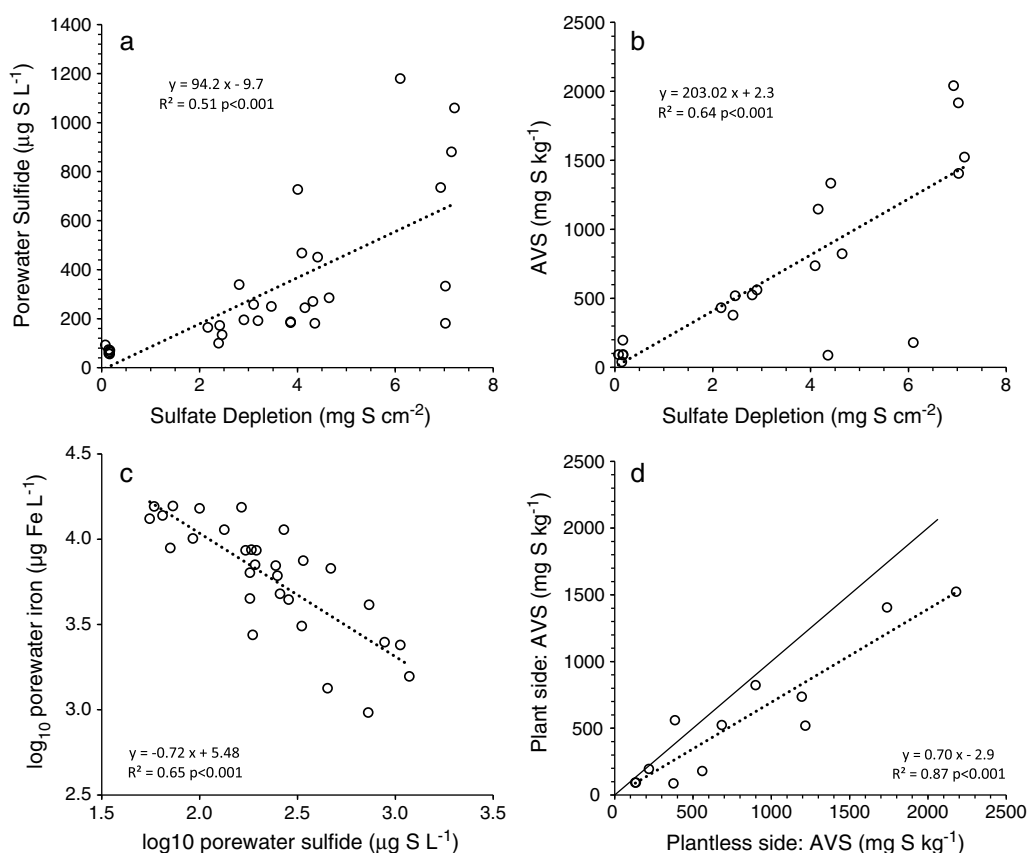 a
1400
1200
1000
800
600
400
200
0
Porewater Sulfide (µg S L⁻¹)
y = 94.2 x - 9.7
R² = 0.51 p<0.001
0 2 4 6 8
Sulfate Depletion (mg S cm⁻²)
b
2500
2000
1500
1000
500
0
AVS (mg S kg⁻¹)
y = 203.02 x + 2.3
R² = 0.64 p<0.001
0 2 4 6 8
Sulfate Depletion (mg S cm⁻²)
c
4.5
4.0
3.5
3.0
2.5
log₁₀ porewater iron (µg Fe L⁻¹)
y = -0.72 x + 5.48
R² = 0.65 p<0.001
1.5 2.0 2.5 3.0 3.5
log10 porewater sulfide (µg S L⁻¹)
d
2500
2000
1500
1000
500
0
Plant side: AVS (mg S kg⁻¹)
y = 0.70 x - 2.9
R² = 0.87 p<0.001
0 500 1000 1500 2000 2500
Plantless side: AVS (mg S kg⁻¹)